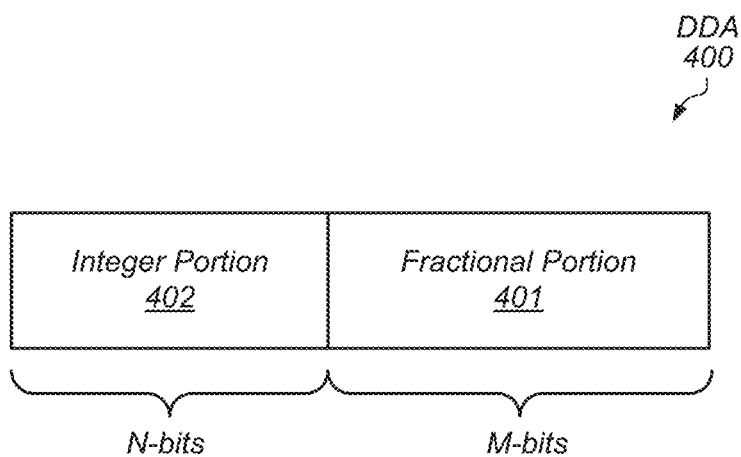 DDA
400
Integer Portion
402
Fractional Portion
401
N-bits
M-bits